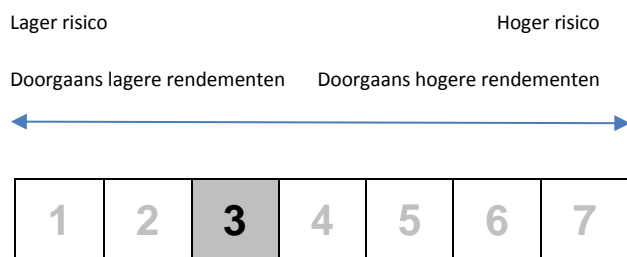 Lager risico Hoger risico
Doorgaans lagere rendementen Doorgaans hogere rendementen
1 2 3 4 5 6 7